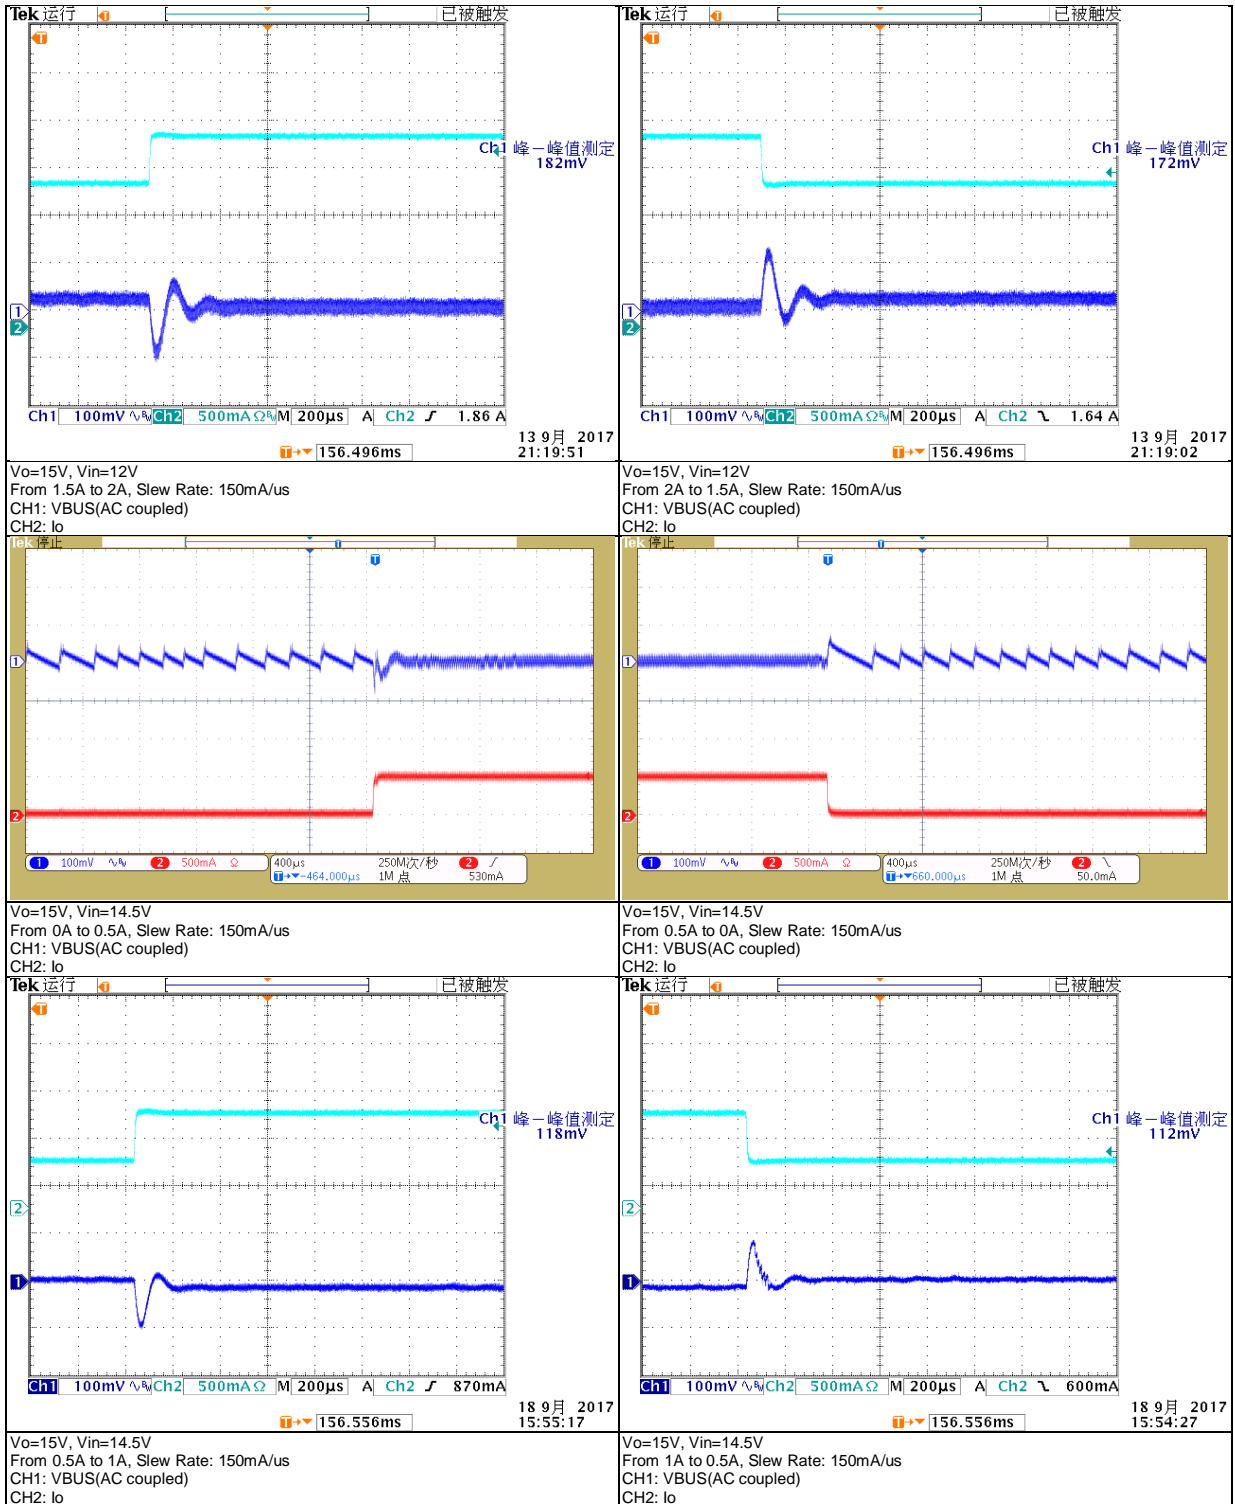 Tek 运行 已被触发
Ch1 峰－峰值测定
182mV
1
2
Ch1 100mV Ch2 500mA Ω M 200µs A Ch2 1.86 A
T 156.496ms
13 9月 2017
21:19:51
Vo=15V, Vin=12V
From 1.5A to 2A, Slew Rate: 150mA/us
CH1: VBUS(AC coupled)
CH2: Io
Tek 运行 已被触发
Ch1 峰－峰值测定
172mV
1
2
Ch1 100mV Ch2 500mA Ω M 200µs A Ch2 1.64 A
T 156.496ms
13 9月 2017
21:19:02
Vo=15V, Vin=12V
From 2A to 1.5A, Slew Rate: 150mA/us
CH1: VBUS(AC coupled)
CH2: Io
Tek 停止
T
1
2
1 100mV 2 500mA Ω 400µs 250M次/秒 2
T -464.000µs 1M 点 530mA
Vo=15V, Vin=14.5V
From 0A to 0.5A, Slew Rate: 150mA/us
CH1: VBUS(AC coupled)
CH2: Io
Tek 停止
T
1
2
1 100mV 2 500mA Ω 400µs 250M次/秒 2
T 660.000µs 1M 点 50.0mA
Vo=15V, Vin=14.5V
From 0.5A to 0A, Slew Rate: 150mA/us
CH1: VBUS(AC coupled)
CH2: Io
Tek 运行 已被触发
Ch1 峰－峰值测定
118mV
2
1
Ch1 100mV Ch2 500mA Ω M 200µs A Ch2 870mA
T 156.556ms
18 9月 2017
15:55:17
Vo=15V, Vin=14.5V
From 0.5A to 1A, Slew Rate: 150mA/us
CH1: VBUS(AC coupled)
CH2: Io
Tek 运行 已被触发
Ch1 峰－峰值测定
112mV
2
1
Ch1 100mV Ch2 500mA Ω M 200µs A Ch2 600mA
T 156.556ms
18 9月 2017
15:54:27
Vo=15V, Vin=14.5V
From 1A to 0.5A, Slew Rate: 150mA/us
CH1: VBUS(AC coupled)
CH2: Io